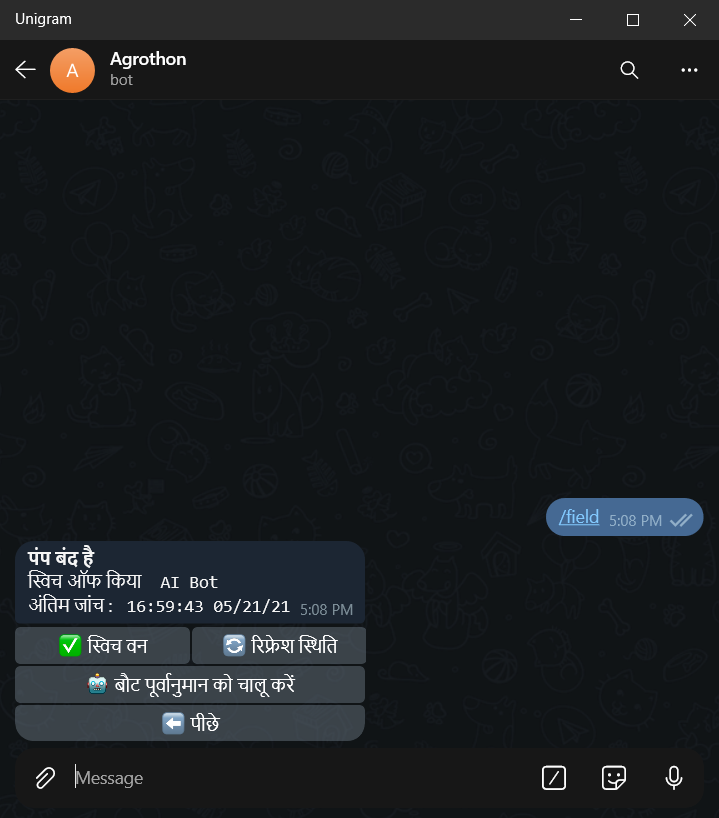 Unigram
A
Agrothon
bot
/field 5:08 PM
पंप बंद है
स्विच ऑफ किया AI Bot
अंतिम जांच: 16:59:43 05/21/21 5:08 PM
स्विच वन रिफ्रेश स्थिति
बौट पूर्वानुमान को चालू करें
पीछे
Message